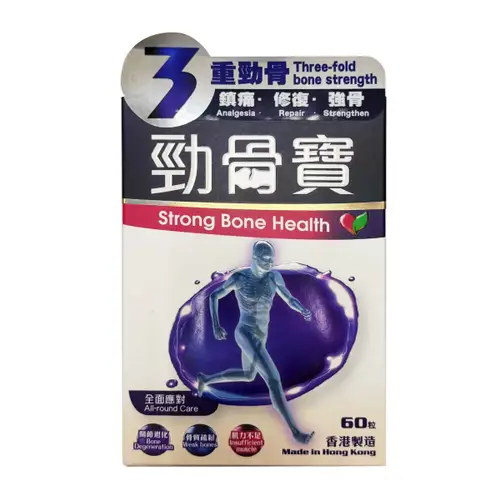 3重勁骨 Three-fold
bone strength
鎮痛 · 修復 · 強骨
Analgesia · Repair · Strengthen
勁骨寶
Strong Bone Health
全面應對
All-round Care
關節退化 骨質疏鬆 肌力不足
Bone Degeneration Weak bones Insufficient muscle
60粒
香港製造
Made in Hong Kong